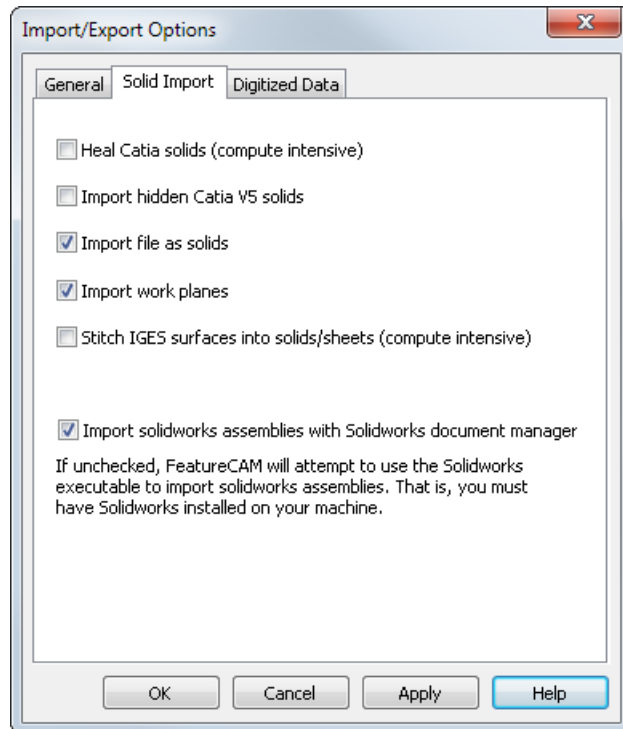 Import/Export Options
General
Solid Import
Digitized Data
Heal Catia solids (compute intensive)
Import hidden Catia V5 solids
Import file as solids
Import work planes
Stitch IGES surfaces into solids/sheets (compute intensive)
Import solidworks assemblies with Solidworks document manager
If unchecked, FeatureCAM will attempt to use the Solidworks
executable to import solidworks assemblies. That is, you must
have Solidworks installed on your machine.
OK
Cancel
Apply
Help